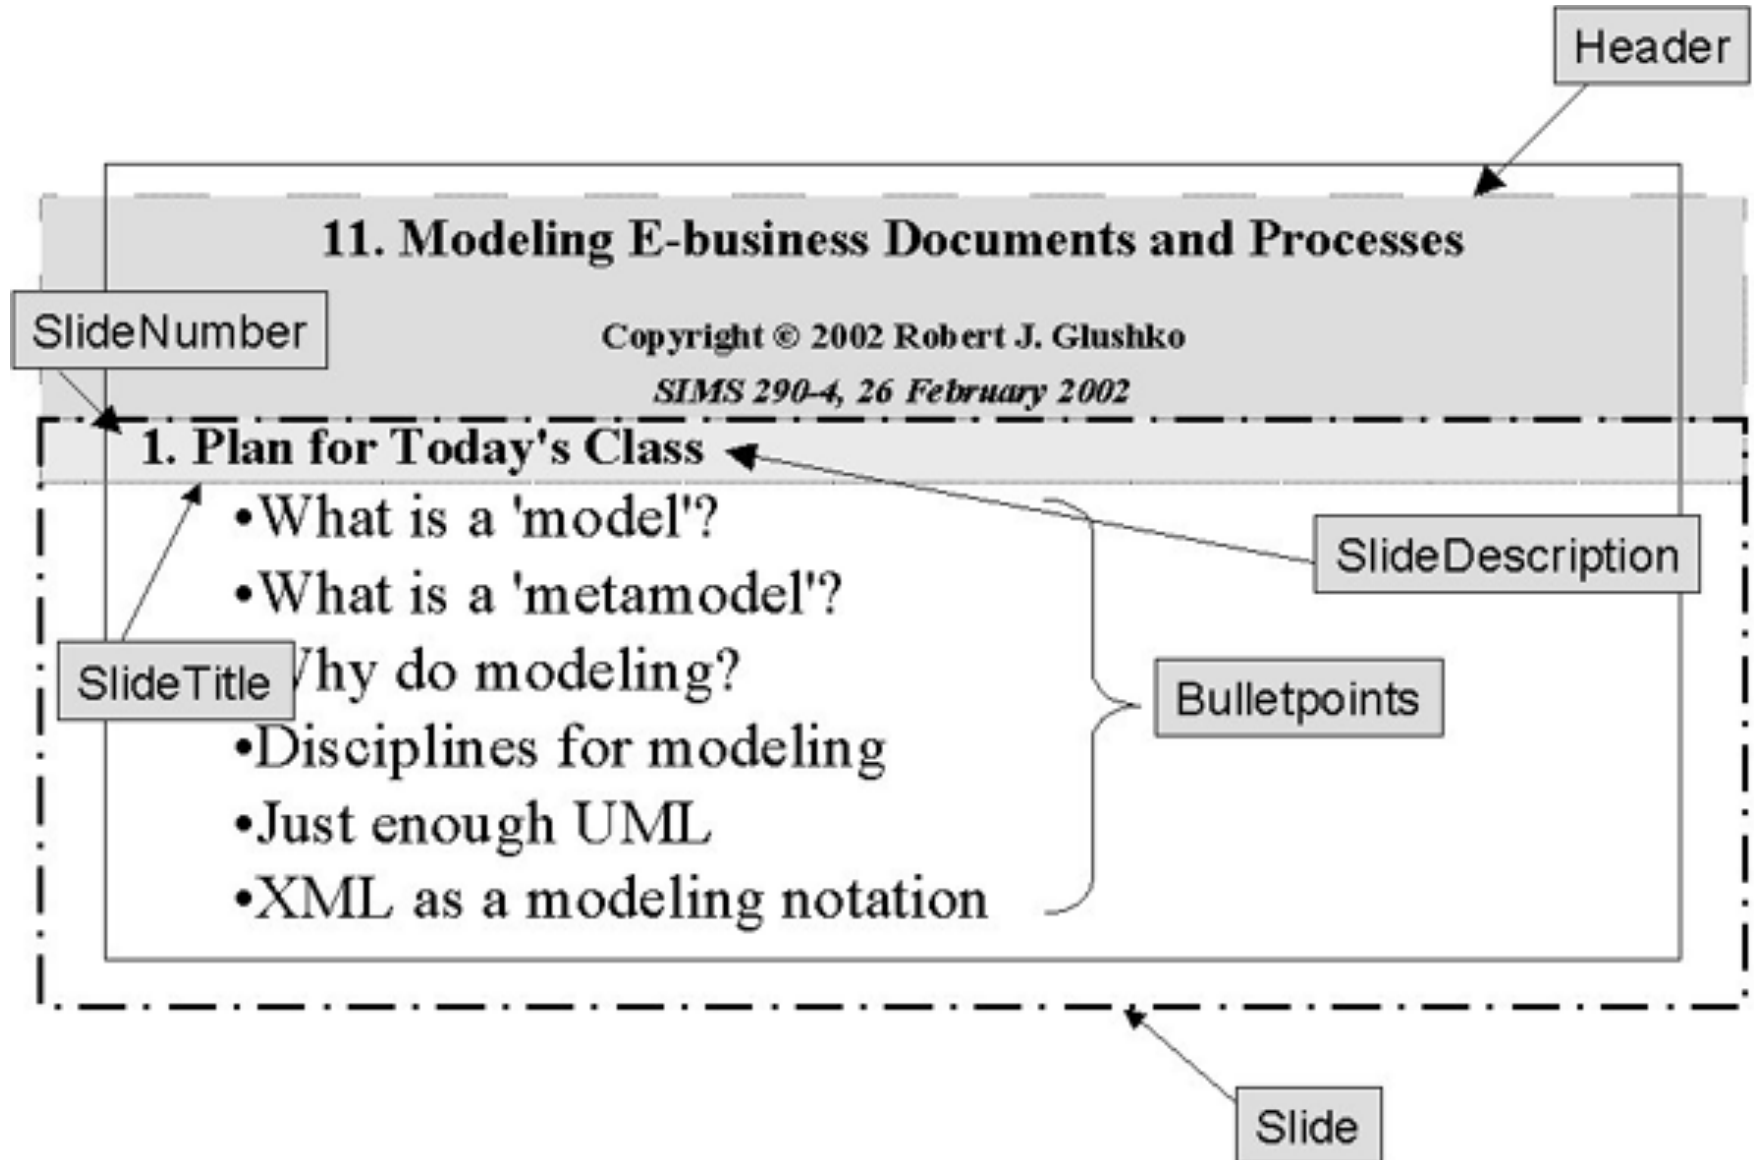 Header
11. Modeling E-business Documents and Processes
SlideNumber
Copyright © 2002 Robert J. Glushko
SIMS 290-4, 26 February 2002
1. Plan for Today's Class
•What is a 'model'?
SlideDescription
•What is a 'metamodel'?
SlideTitle
hy do modeling?
Bulletpoints
•Disciplines for modeling
•Just enough UML
•XML as a modeling notation
Slide